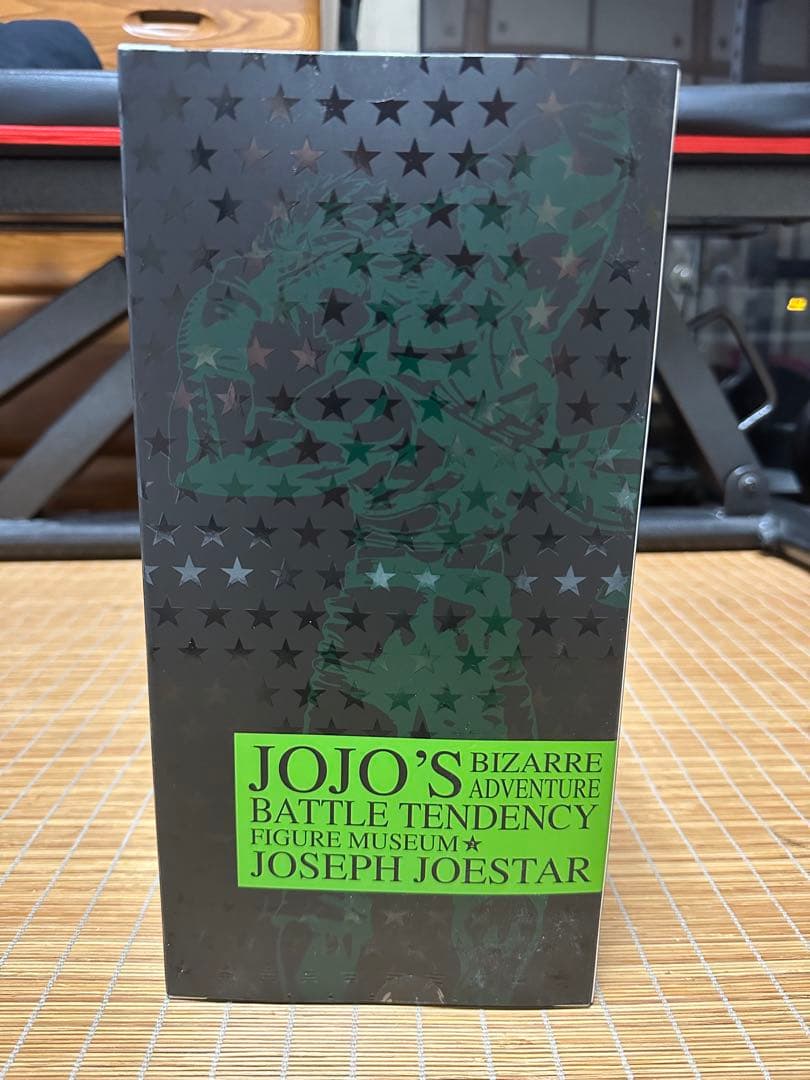 JOJO'S BIZARRE
ADVENTURE
BATTLE TENDENCY
FIGURE MUSEUM★
JOSEPH JOESTAR